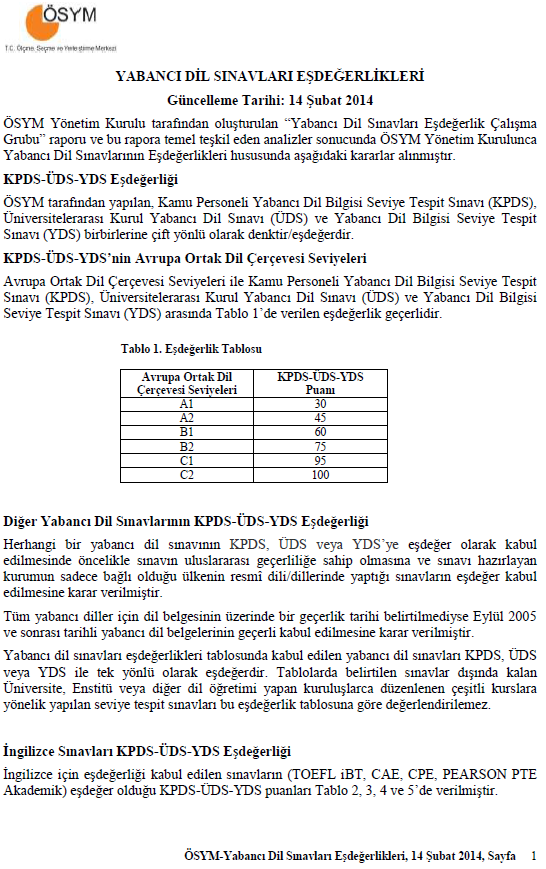 ÖSYM
T.C. Ölçme, Seçme ve Yerleştirme Merkezi
YABANCI DİL SINAVLARI EŞDEĞERLİKLERİ
Güncelleme Tarihi: 14 Şubat 2014
ÖSYM Yönetim Kurulu tarafından oluşturulan “Yabancı Dil Sınavları Eşdeğerlik Çalışma
Grubu” raporu ve bu rapora temel teşkil eden analizler sonucunda ÖSYM Yönetim Kurulunca
Yabancı Dil Sınavlarının Eşdeğerlikleri hususunda aşağıdaki kararlar alınmıştır.
KPDS-ÜDS-YDS Eşdeğerliği
ÖSYM tarafından yapılan, Kamu Personeli Yabancı Dil Bilgisi Seviye Tespit Sınavı (KPDS),
Üniversitelerarası Kurul Yabancı Dil Sınavı (ÜDS) ve Yabancı Dil Bilgisi Seviye Tespit
Sınavı (YDS) birbirlerine çift yönlü olarak denktir/eşdeğerdir.
KPDS-ÜDS-YDS’nin Avrupa Ortak Dil Çerçevesi Seviyeleri
Avrupa Ortak Dil Çerçevesi Seviyeleri ile Kamu Personeli Yabancı Dil Bilgisi Seviye Tespit
Sınavı (KPDS), Üniversitelerarası Kurul Yabancı Dil Sınavı (ÜDS) ve Yabancı Dil Bilgisi
Seviye Tespit Sınavı (YDS) arasında Tablo 1’de verilen eşdeğerlik geçerlidir.
Tablo 1. Eşdeğerlik Tablosu
Avrupa Ortak Dil KPDS-ÜDS-YDS
Çerçevesi Seviyeleri Puanı
A1 30
A2 45
B1 60
B2 75
C1 95
C2 100
Diğer Yabancı Dil Sınavlarının KPDS-ÜDS-YDS Eşdeğerliği
Herhangi bir yabancı dil sınavının KPDS, ÜDS veya YDS’ye eşdeğer olarak kabul
edilmesinde öncelikle sınavın uluslararası geçerliliğe sahip olmasına ve sınavı hazırlayan
kurumun sadece bağlı olduğu ülkenin resmî dili/dillerinde yaptığı sınavların eşdeğer kabul
edilmesine karar verilmiştir.
Tüm yabancı diller için dil belgesinin üzerinde bir geçerlik tarihi belirtilmediyse Eylül 2005
ve sonrası tarihli yabancı dil belgelerinin geçerli kabul edilmesine karar verilmiştir.
Yabancı dil sınavları eşdeğerlikleri tablosunda kabul edilen yabancı dil sınavları KPDS, ÜDS
veya YDS ile tek yönlü olarak eşdeğerdir. Tablolarda belirtilen sınavlar dışında kalan
Üniversite, Enstitü veya diğer dil öğretimi yapan kuruluşlarca düzenlenen çeşitli kurslara
yönelik yapılan seviye tespit sınavları bu eşdeğerlik tablosuna göre değerlendirilemez.
İngilizce Sınavları KPDS-ÜDS-YDS Eşdeğerliği
İngilizce için eşdeğerliği kabul edilen sınavların (TOEFL iBT, CAE, CPE, PEARSON PTE
Akademik) eşdeğer olduğu KPDS-ÜDS-YDS puanları Tablo 2, 3, 4 ve 5’de verilmiştir.
ÖSYM-Yabancı Dil Sınavları Eşdeğerlikleri, 14 Şubat 2014, Sayfa 1